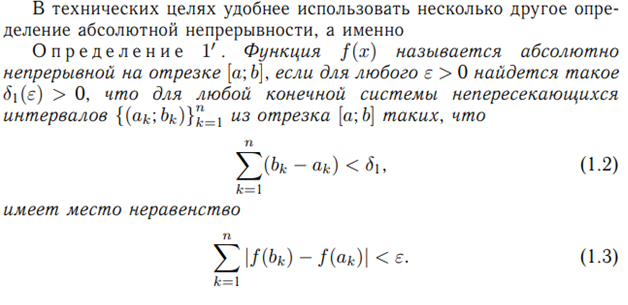 В технических целях удобнее использовать несколько другое опре-
деление абсолютной непрерывности, а именно
Определение 1′. Функция f(x) называется абсолютно
непрерывной на отрезке [a; b], если для любого ε > 0 найдется такое
δ₁(ε) > 0, что для любой конечной системы непересекающихся
интервалов {(aₖ; bₖ)}ⁿₖ₌₁ из отрезка [a; b] таких, что
∑ⁿₖ₌₁(bₖ − aₖ) < δ₁, (1.2)
имеет место неравенство
∑ⁿₖ₌₁|f(bₖ) − f(aₖ)| < ε. (1.3)